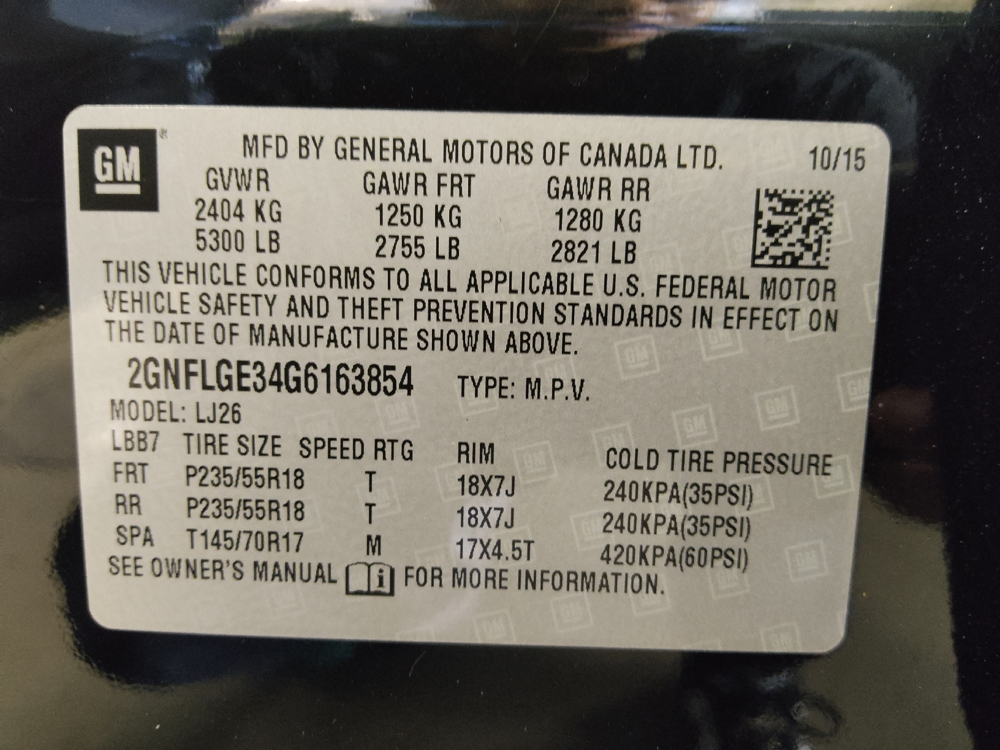 GM
MFD BY GENERAL MOTORS OF CANADA LTD. 10/15
GVWR GAWR FRT GAWR RR
2404 KG 1250 KG 1280 KG
5300 LB 2755 LB 2821 LB
THIS VEHICLE CONFORMS TO ALL APPLICABLE U.S. FEDERAL MOTOR
VEHICLE SAFETY AND THEFT PREVENTION STANDARDS IN EFFECT ON
THE DATE OF MANUFACTURE SHOWN ABOVE.
2GNFLGE34G6163854 TYPE: M.P.V.
MODEL: LJ26
LBB7 TIRE SIZE SPEED RTG RIM COLD TIRE PRESSURE
FRT P235/55R18 T 18X7J 240KPA(35PSI)
RR P235/55R18 T 18X7J 240KPA(35PSI)
SPA T145/70R17 M 17X4.5T 420KPA(60PSI)
SEE OWNER'S MANUAL i FOR MORE INFORMATION.